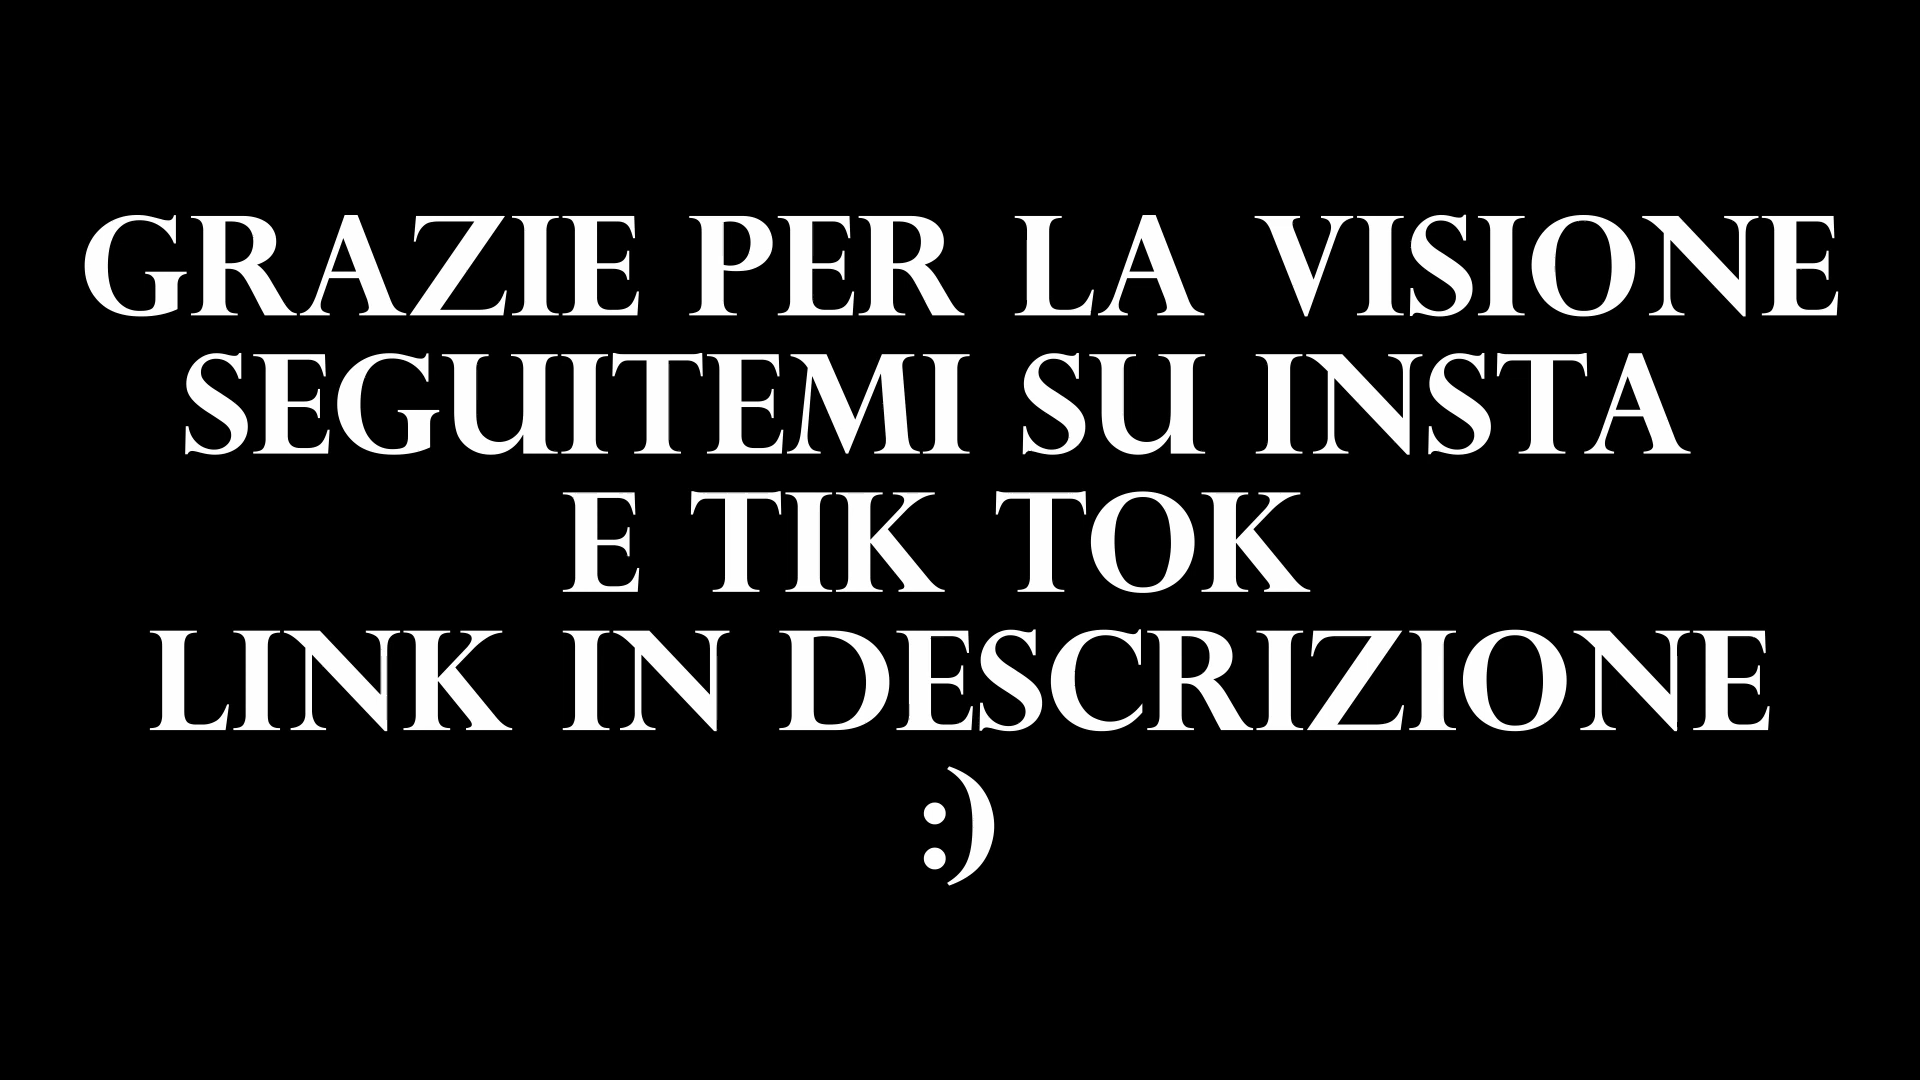 GRAZIE PER LA VISIONE
SEGUITEMI SU INSTA
E TIK TOK
LINK IN DESCRIZIONE
:)